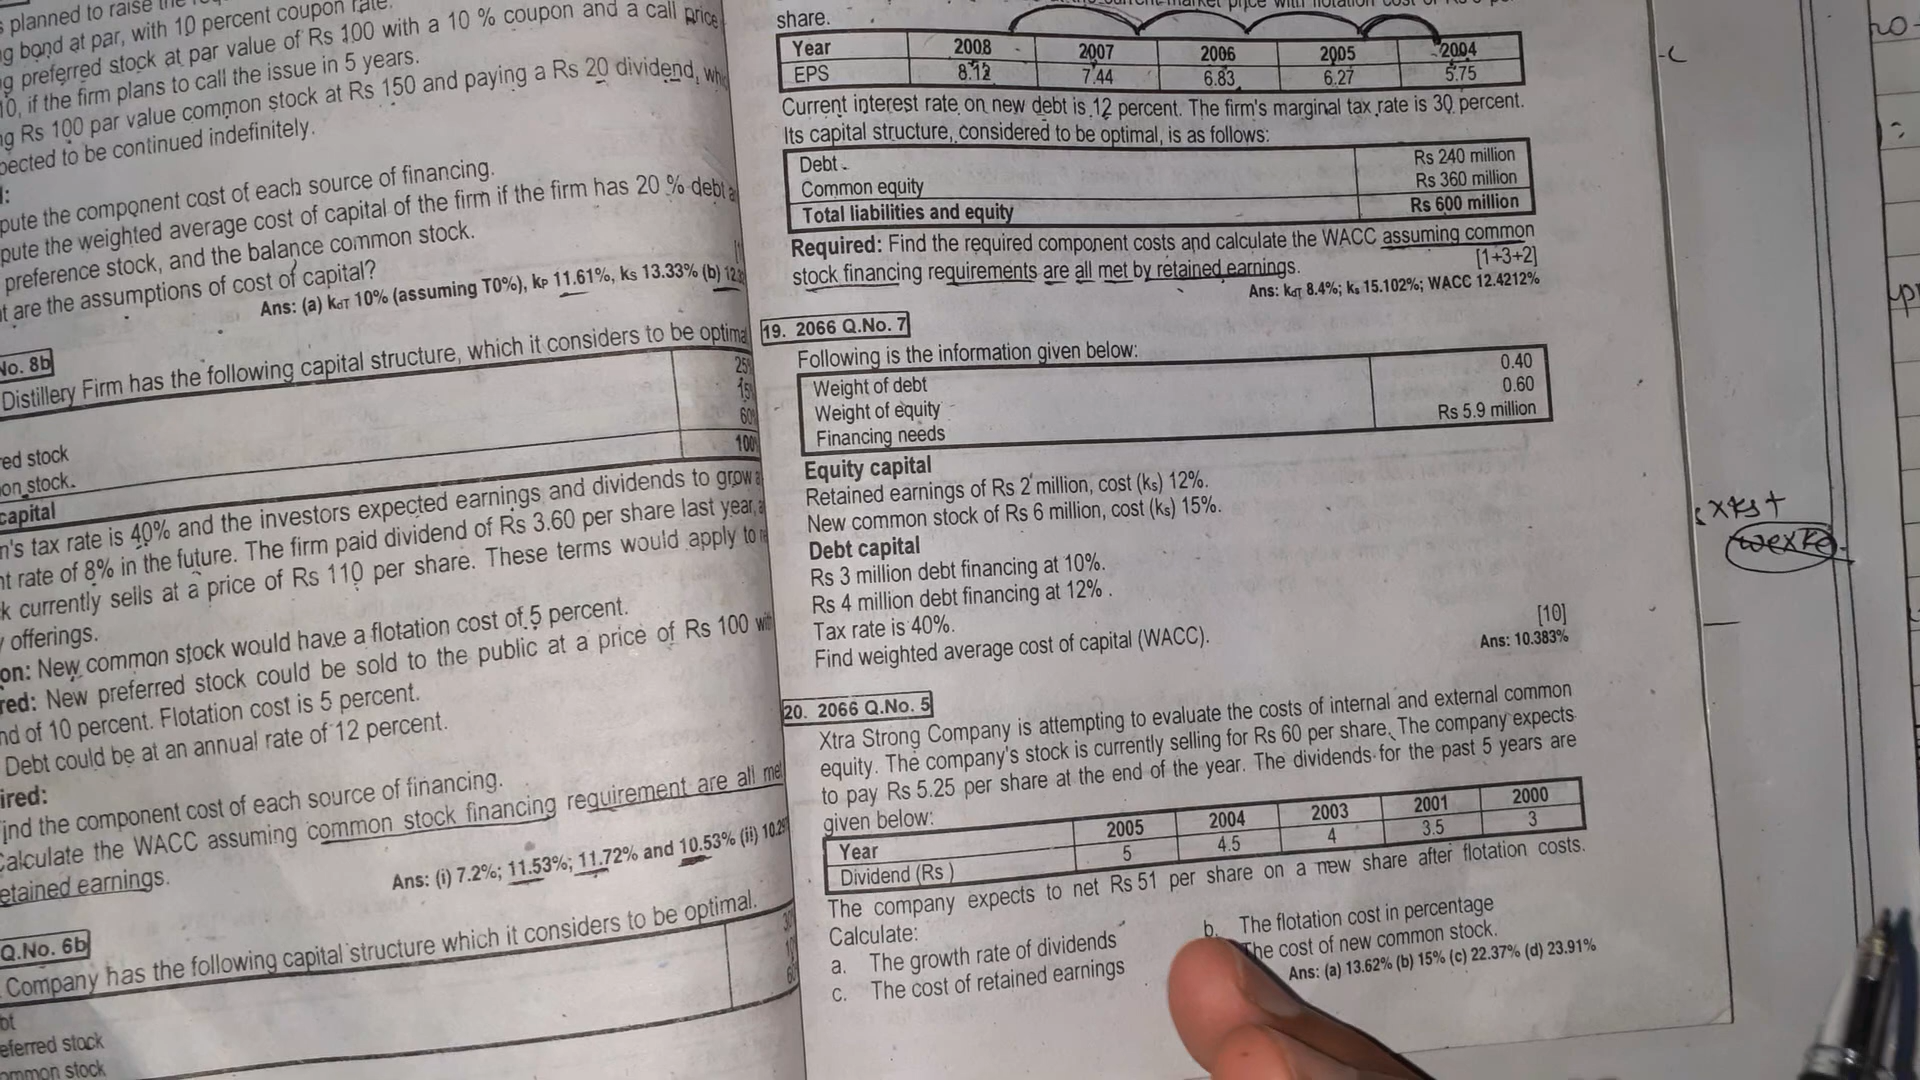 planned to raise the
g bond at par, with 10 percent coupon rate.
g preferred stock at par value of Rs 100 with a 10 % coupon and a call price
10, if the firm plans to call the issue in 5 years.
ng Rs 100 par value common stock at Rs 150 and paying a Rs 20 dividend, whi
pected to be continued indefinitely.
pute the component cost of each source of financing.
pute the weighted average cost of capital of the firm if the firm has 20 % debt a
preference stock, and the balance common stock.
t are the assumptions of cost of capital?
Ans: (a) kdT 10% (assuming T0%), kP 11.61%, ks 13.33% (b) 12.
No. 8b
Distillery Firm has the following capital structure, which it considers to be optima
25%
15%
ed stock 60%
on stock. 100%
capital
n's tax rate is 40% and the investors expected earnings and dividends to grow a
nt rate of 8% in the future. The firm paid dividend of Rs 3.60 per share last year, a
k currently sells at a price of Rs 110 per share. These terms would apply to
offerings.
on: New common stock would have a flotation cost of 5 percent.
red: New preferred stock could be sold to the public at a price of Rs 100 wit
nd of 10 percent. Flotation cost is 5 percent.
Debt could be at an annual rate of 12 percent.
ired:
ind the component cost of each source of financing.
Calculate the WACC assuming common stock financing requirement are all me
etained earnings.
Ans: (i) 7.2%; 11.53%; 11.72% and 10.53% (ii) 10.29
Q.No. 6b
Company has the following capital structure which it considers to be optimal.
bt
eferred stock
ommon stock
share.
Year 2008 2007 2006 2005 2004
EPS 8.12 7.44 6.83 6.27 5.75
Current interest rate on new debt is 12 percent. The firm's marginal tax rate is 30 percent.
Its capital structure, considered to be optimal, is as follows:
Debt Rs 240 million
Common equity Rs 360 million
Total liabilities and equity Rs 600 million
Required: Find the required component costs and calculate the WACC assuming common
stock financing requirements are all met by retained earnings. [1+3+2]
Ans: kdT 8.4%; ks 15.102%; WACC 12.4212%
19. 2066 Q.No. 7
Following is the information given below:
Weight of debt 0.40
Weight of equity 0.60
Financing needs Rs 5.9 million
Equity capital
Retained earnings of Rs 2 million, cost (ks) 12%.
New common stock of Rs 6 million, cost (ks) 15%.
Debt capital
Rs 3 million debt financing at 10%.
Rs 4 million debt financing at 12% .
Tax rate is 40%.
Find weighted average cost of capital (WACC). [10]
Ans: 10.383%
20. 2066 Q.No. 5
Xtra Strong Company is attempting to evaluate the costs of internal and external common
equity. The company's stock is currently selling for Rs 60 per share. The company expects
to pay Rs 5.25 per share at the end of the year. The dividends for the past 5 years are
given below:
Year 2005 2004 2003 2001 2000
Dividend (Rs ) 5 4.5 4 3.5 3
The company expects to net Rs 51 per share on a new share after flotation costs.
Calculate:
a. The growth rate of dividends b. The flotation cost in percentage
c. The cost of retained earnings The cost of new common stock.
Ans: (a) 13.62% (b) 15% (c) 22.37% (d) 23.91%
xks +